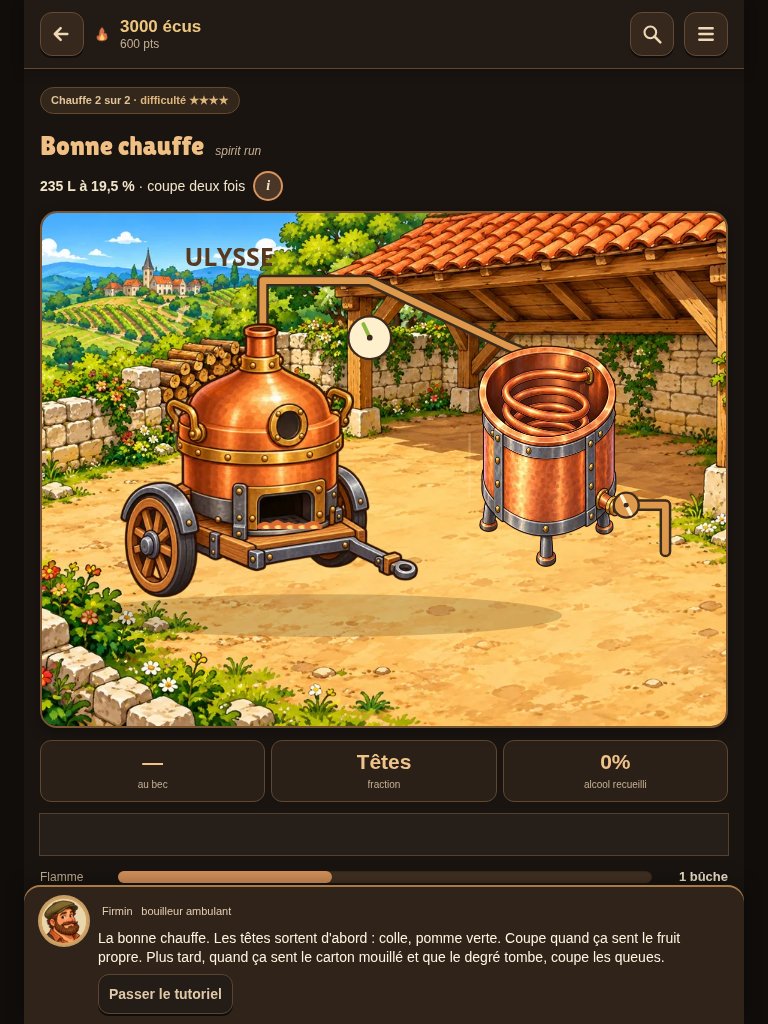 3000 écus
600 pts
Chauffe 2 sur 2 · difficulté ★★★★
Bonne chauffe spirit run
235 L à 19,5 % · coupe deux fois i
ULYSSE
—
au bec
Têtes
fraction
0%
alcool recueilli
Flamme 1 bûche
Firmin bouilleur ambulant
La bonne chauffe. Les têtes sortent d'abord : colle, pomme verte. Coupe quand ça sent le fruit
propre. Plus tard, quand ça sent le carton mouillé et que le degré tombe, coupe les queues.
Passer le tutoriel